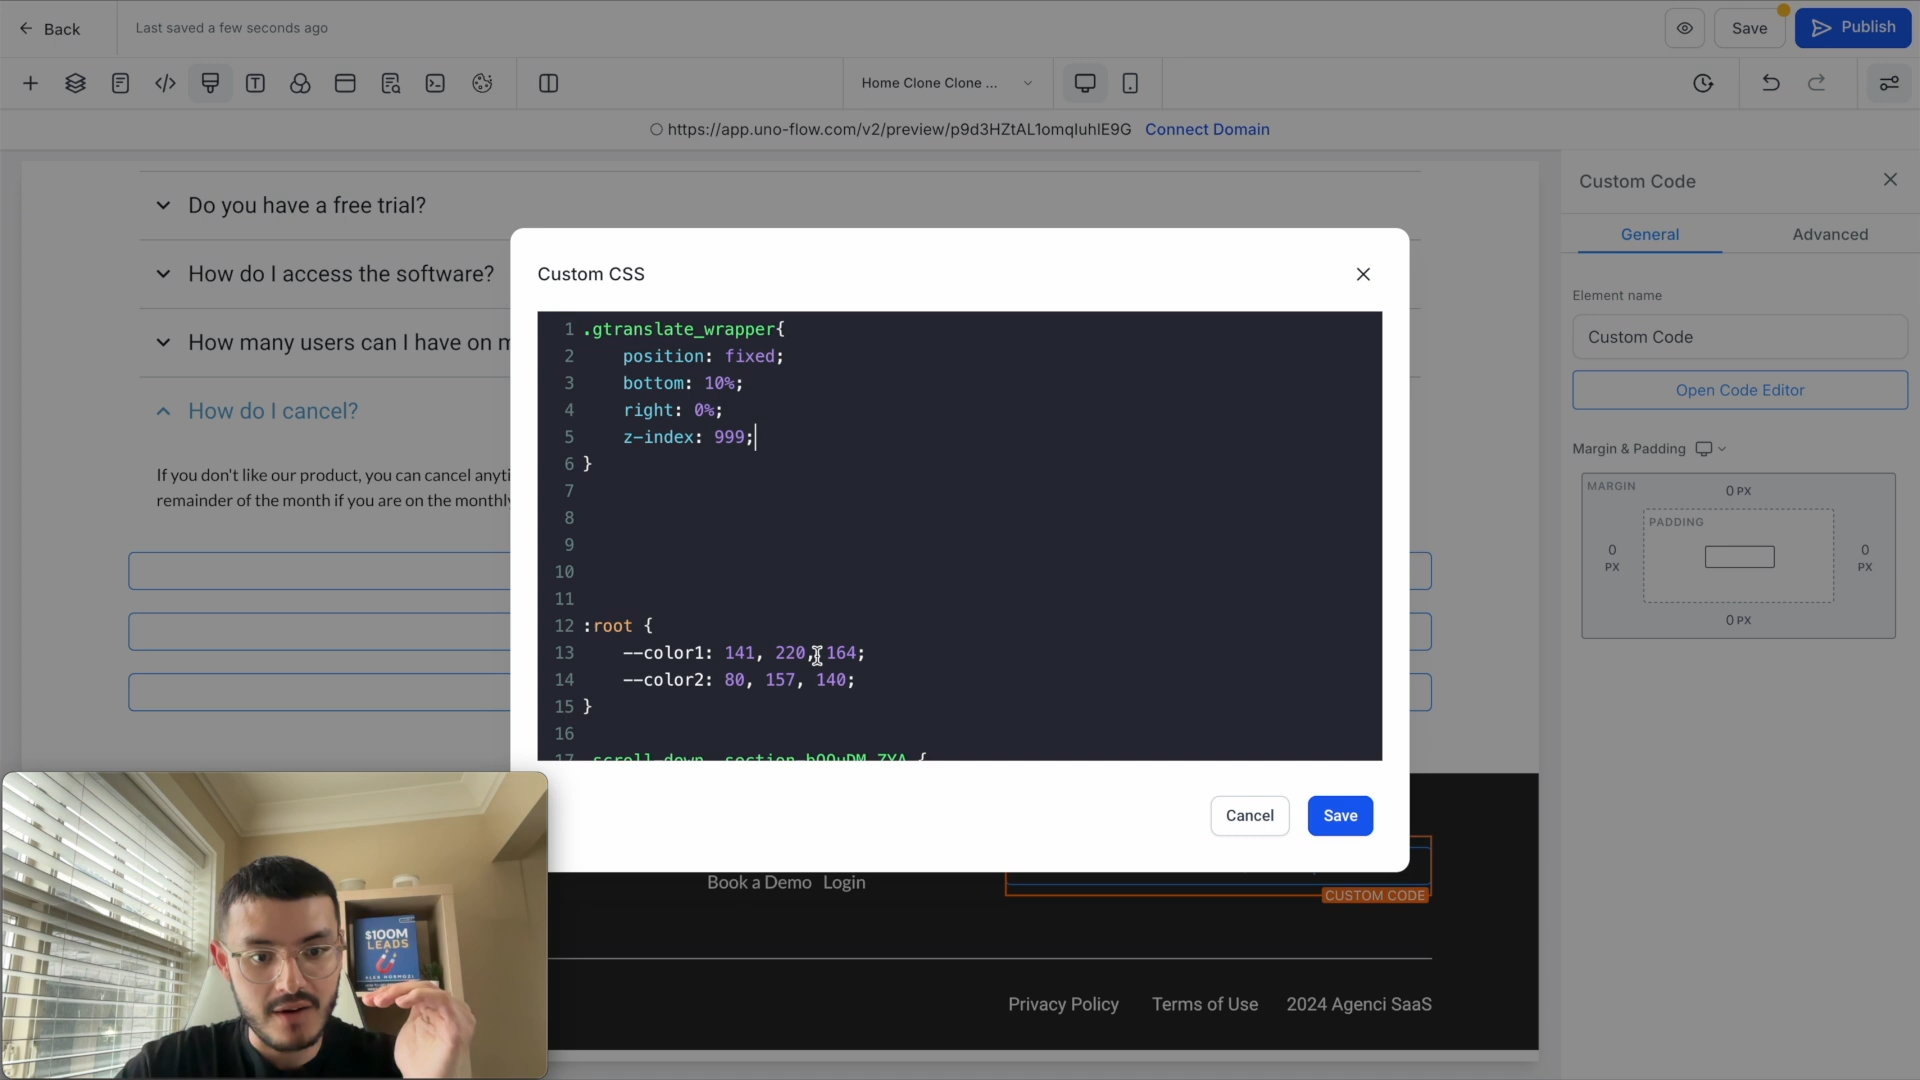 Back
Last saved a few seconds ago
Save
Publish
Home Clone Clone ...
https://app.uno-flow.com/v2/preview/p9d3HZtAL1omqIuhlE9G Connect Domain
Do you have a free trial?
How do I access the software?
How many users can I have on m
How do I cancel?
If you don't like our product, you can cancel anyti
remainder of the month if you are on the monthly
Custom CSS
1 .gtranslate_wrapper{
2 position: fixed;
3 bottom: 10%;
4 right: 0%;
5 z-index: 999;
6 }
7
8
9
10
11
12 :root {
13 --color1: 141, 220, 164;
14 --color2: 80, 157, 140;
15 }
16
Cancel
Save
Custom Code
General
Advanced
Element name
Custom Code
Open Code Editor
Margin & Padding
MARGIN
0 PX
PADDING
0
PX
0
PX
0 PX
Book a Demo Login
CUSTOM CODE
Privacy Policy
Terms of Use
2024 Agenci SaaS
$100M
LEADS
ALEX HORMOZI